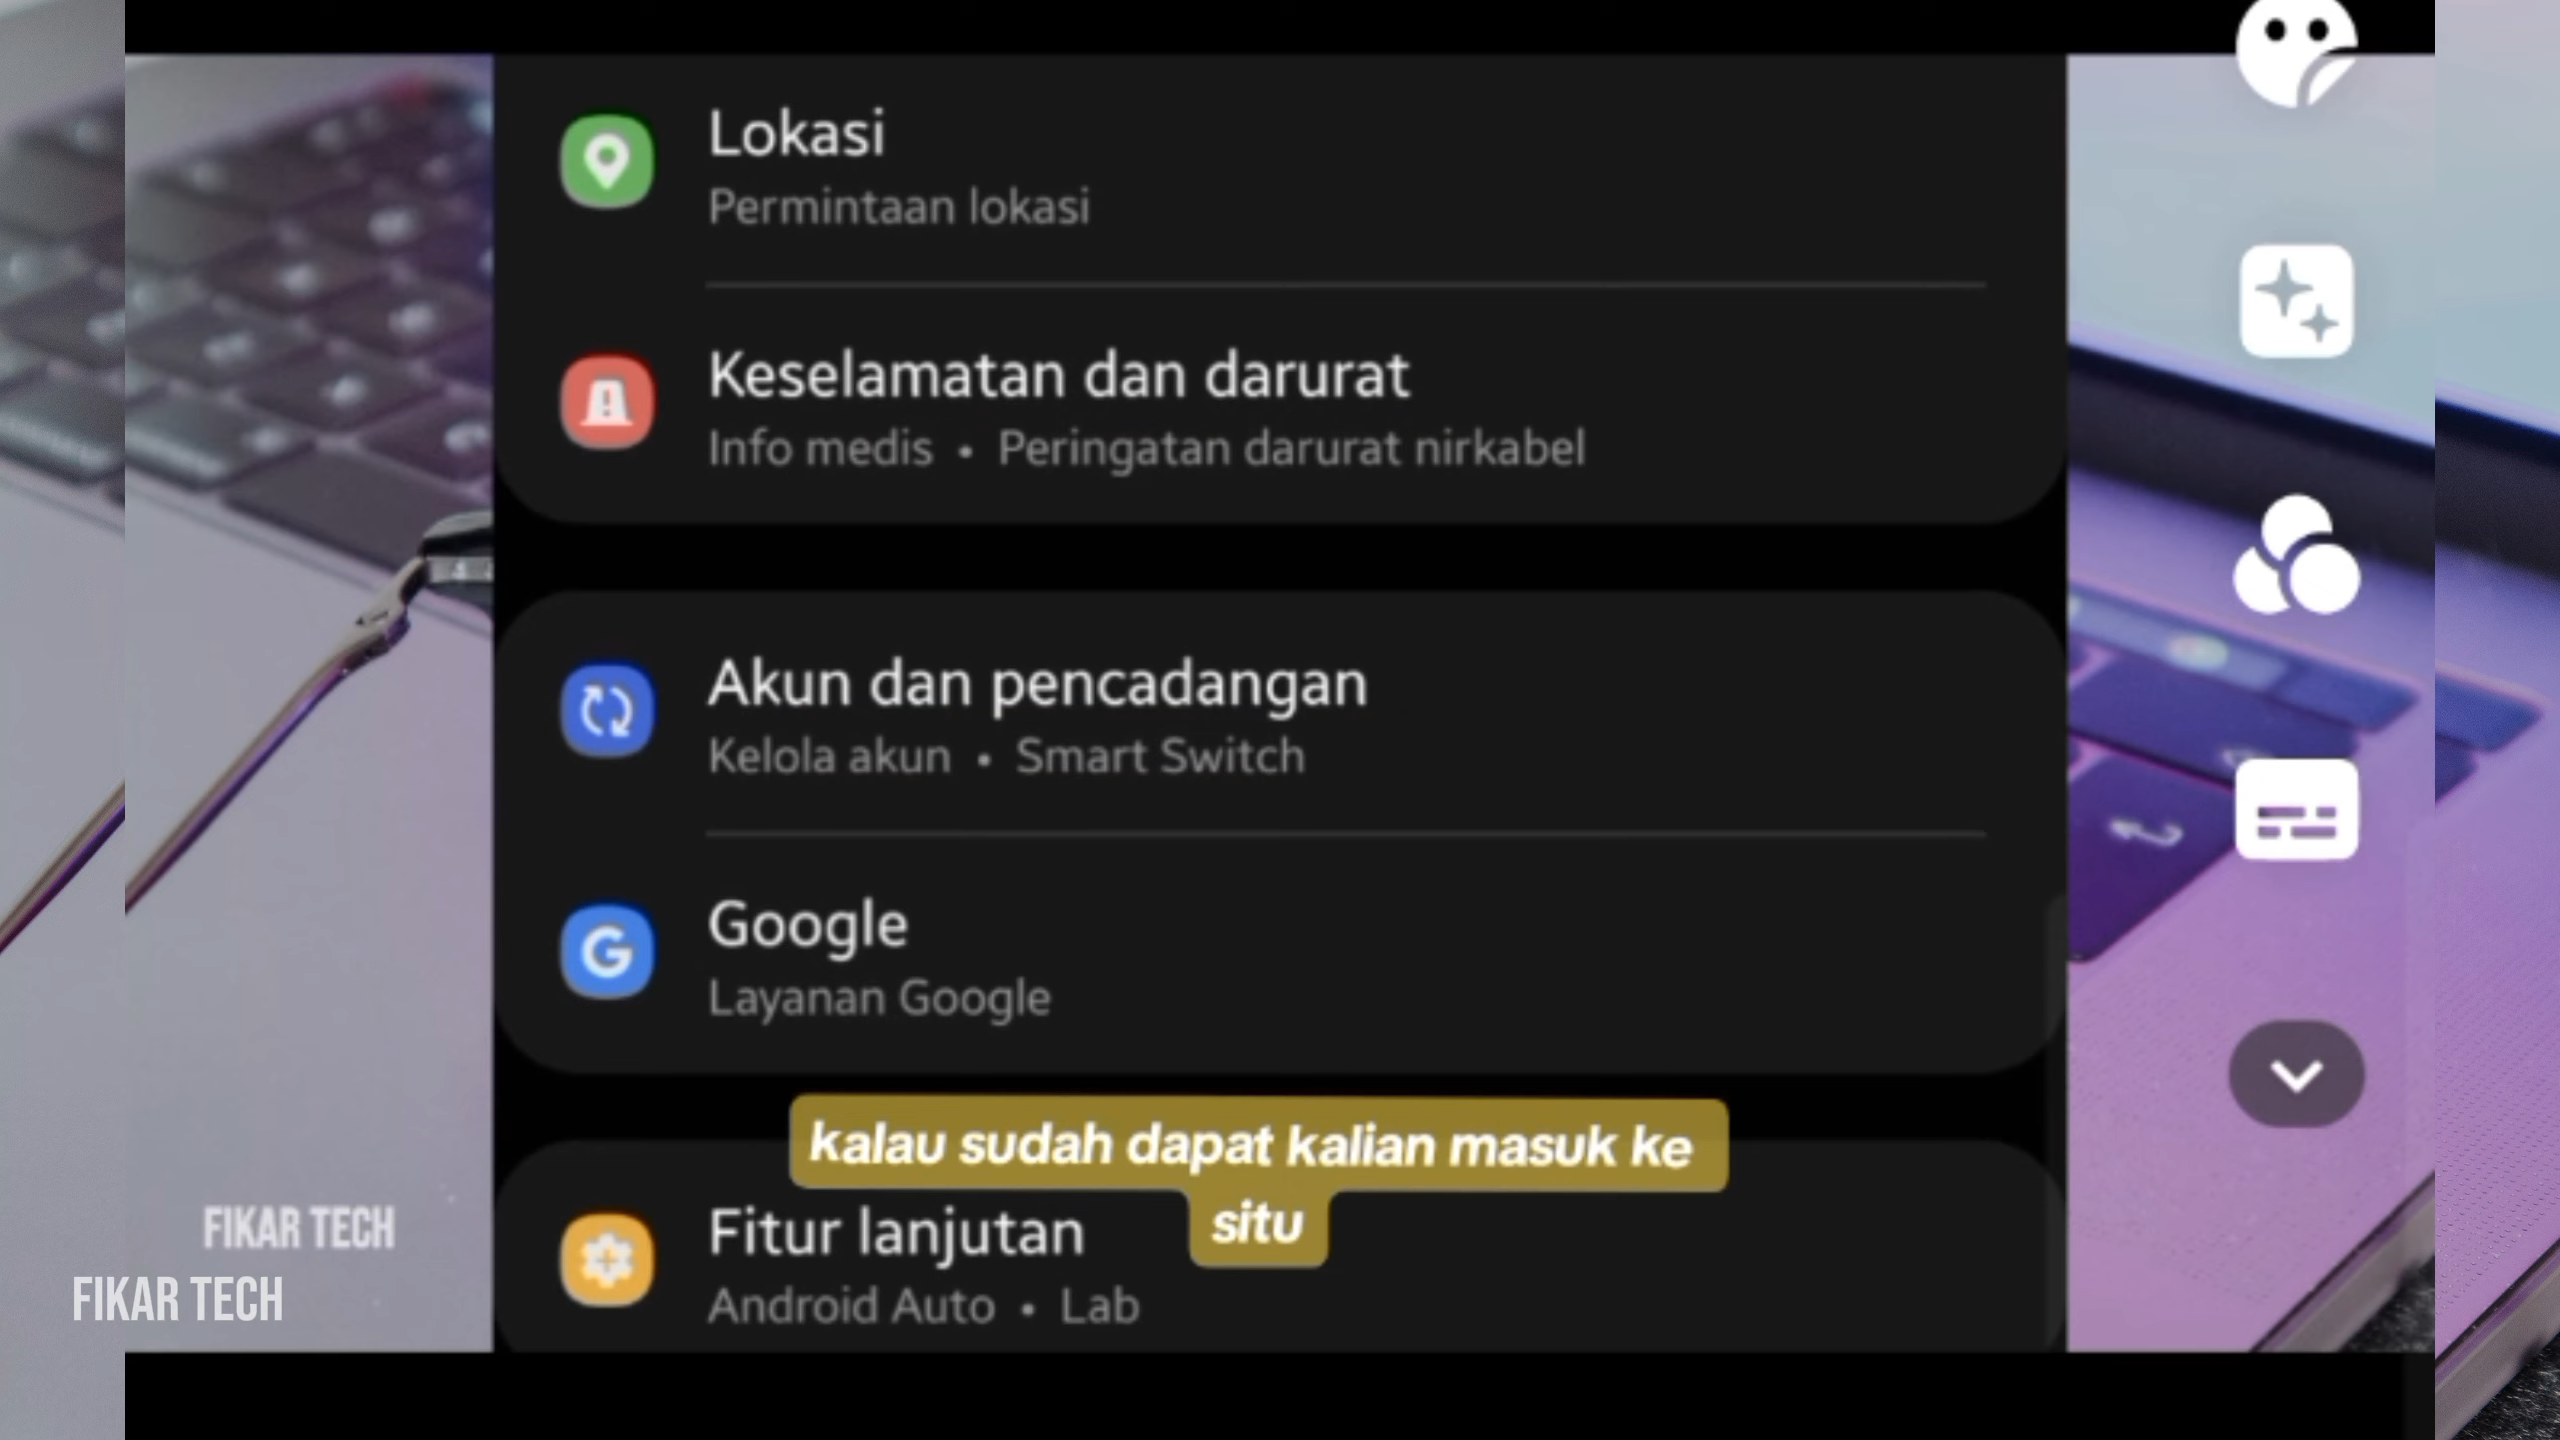 Lokasi
Permintaan lokasi
Keselamatan dan darurat
Info medis • Peringatan darurat nirkabel
Akun dan pencadangan
Kelola akun • Smart Switch
Google
Layanan Google
kalau sudah dapat kalian masuk ke
situ
Fitur lanjutan
Android Auto • Lab
FIKAR TECH
FIKAR TECH